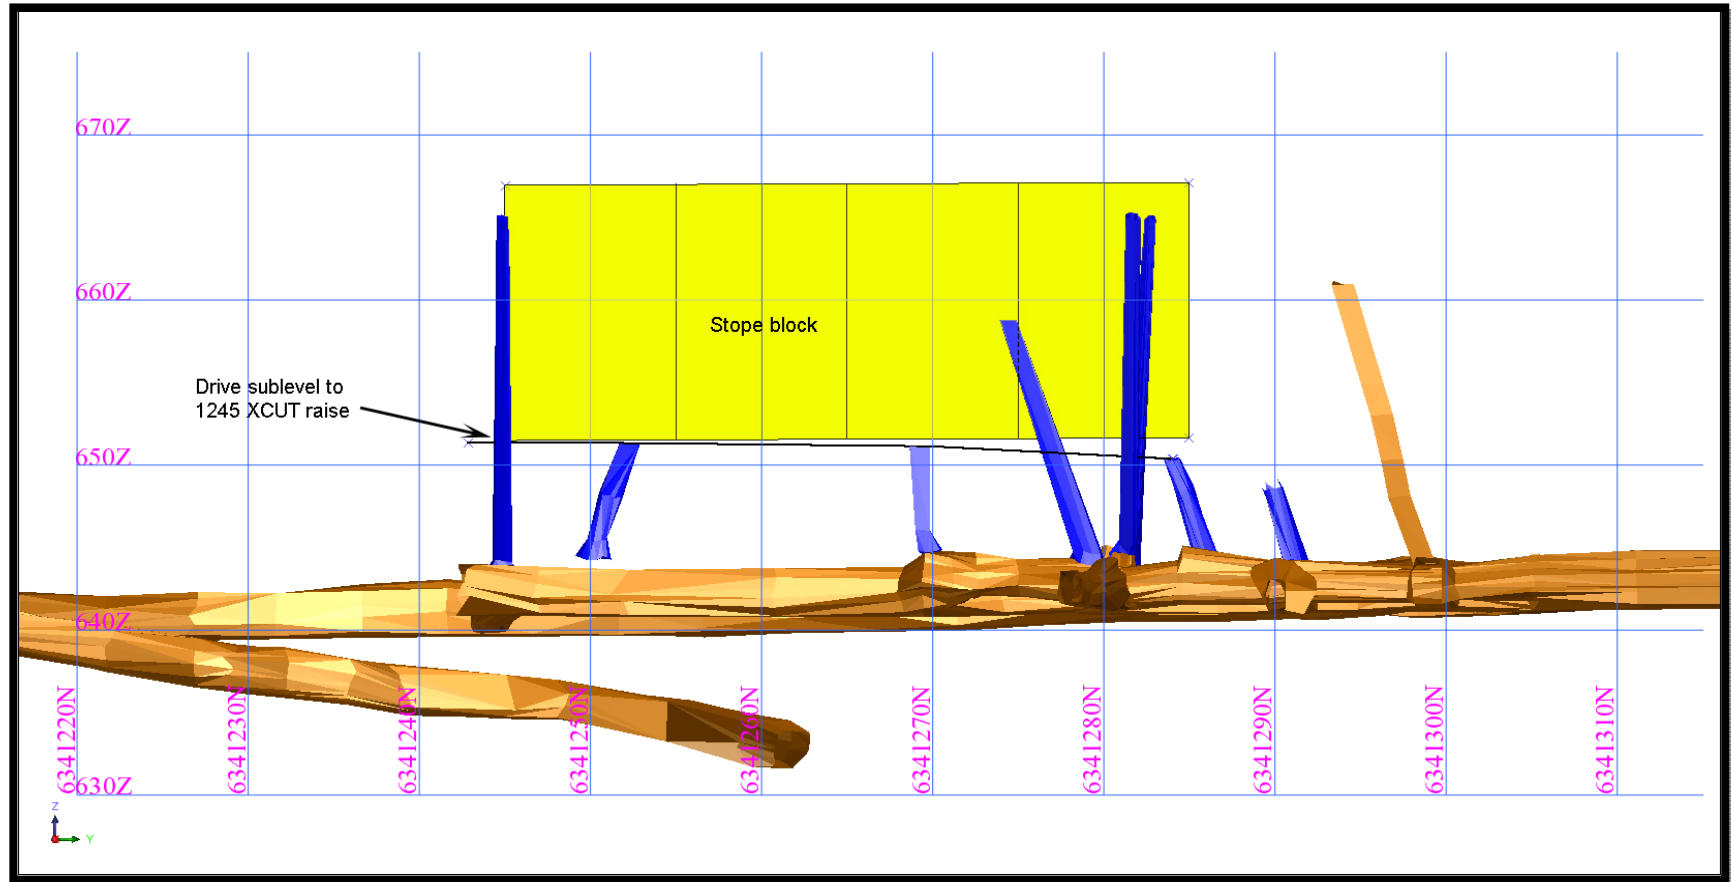 670Z
660Z
Stope block
Drive sublevel to
1245 XCUT raise
650Z
640Z
630Z
6341220N
6341230N
6341240N
6341250N
6341260N
6341270N
6341280N
6341290N
6341300N
6341310N
Z
Y